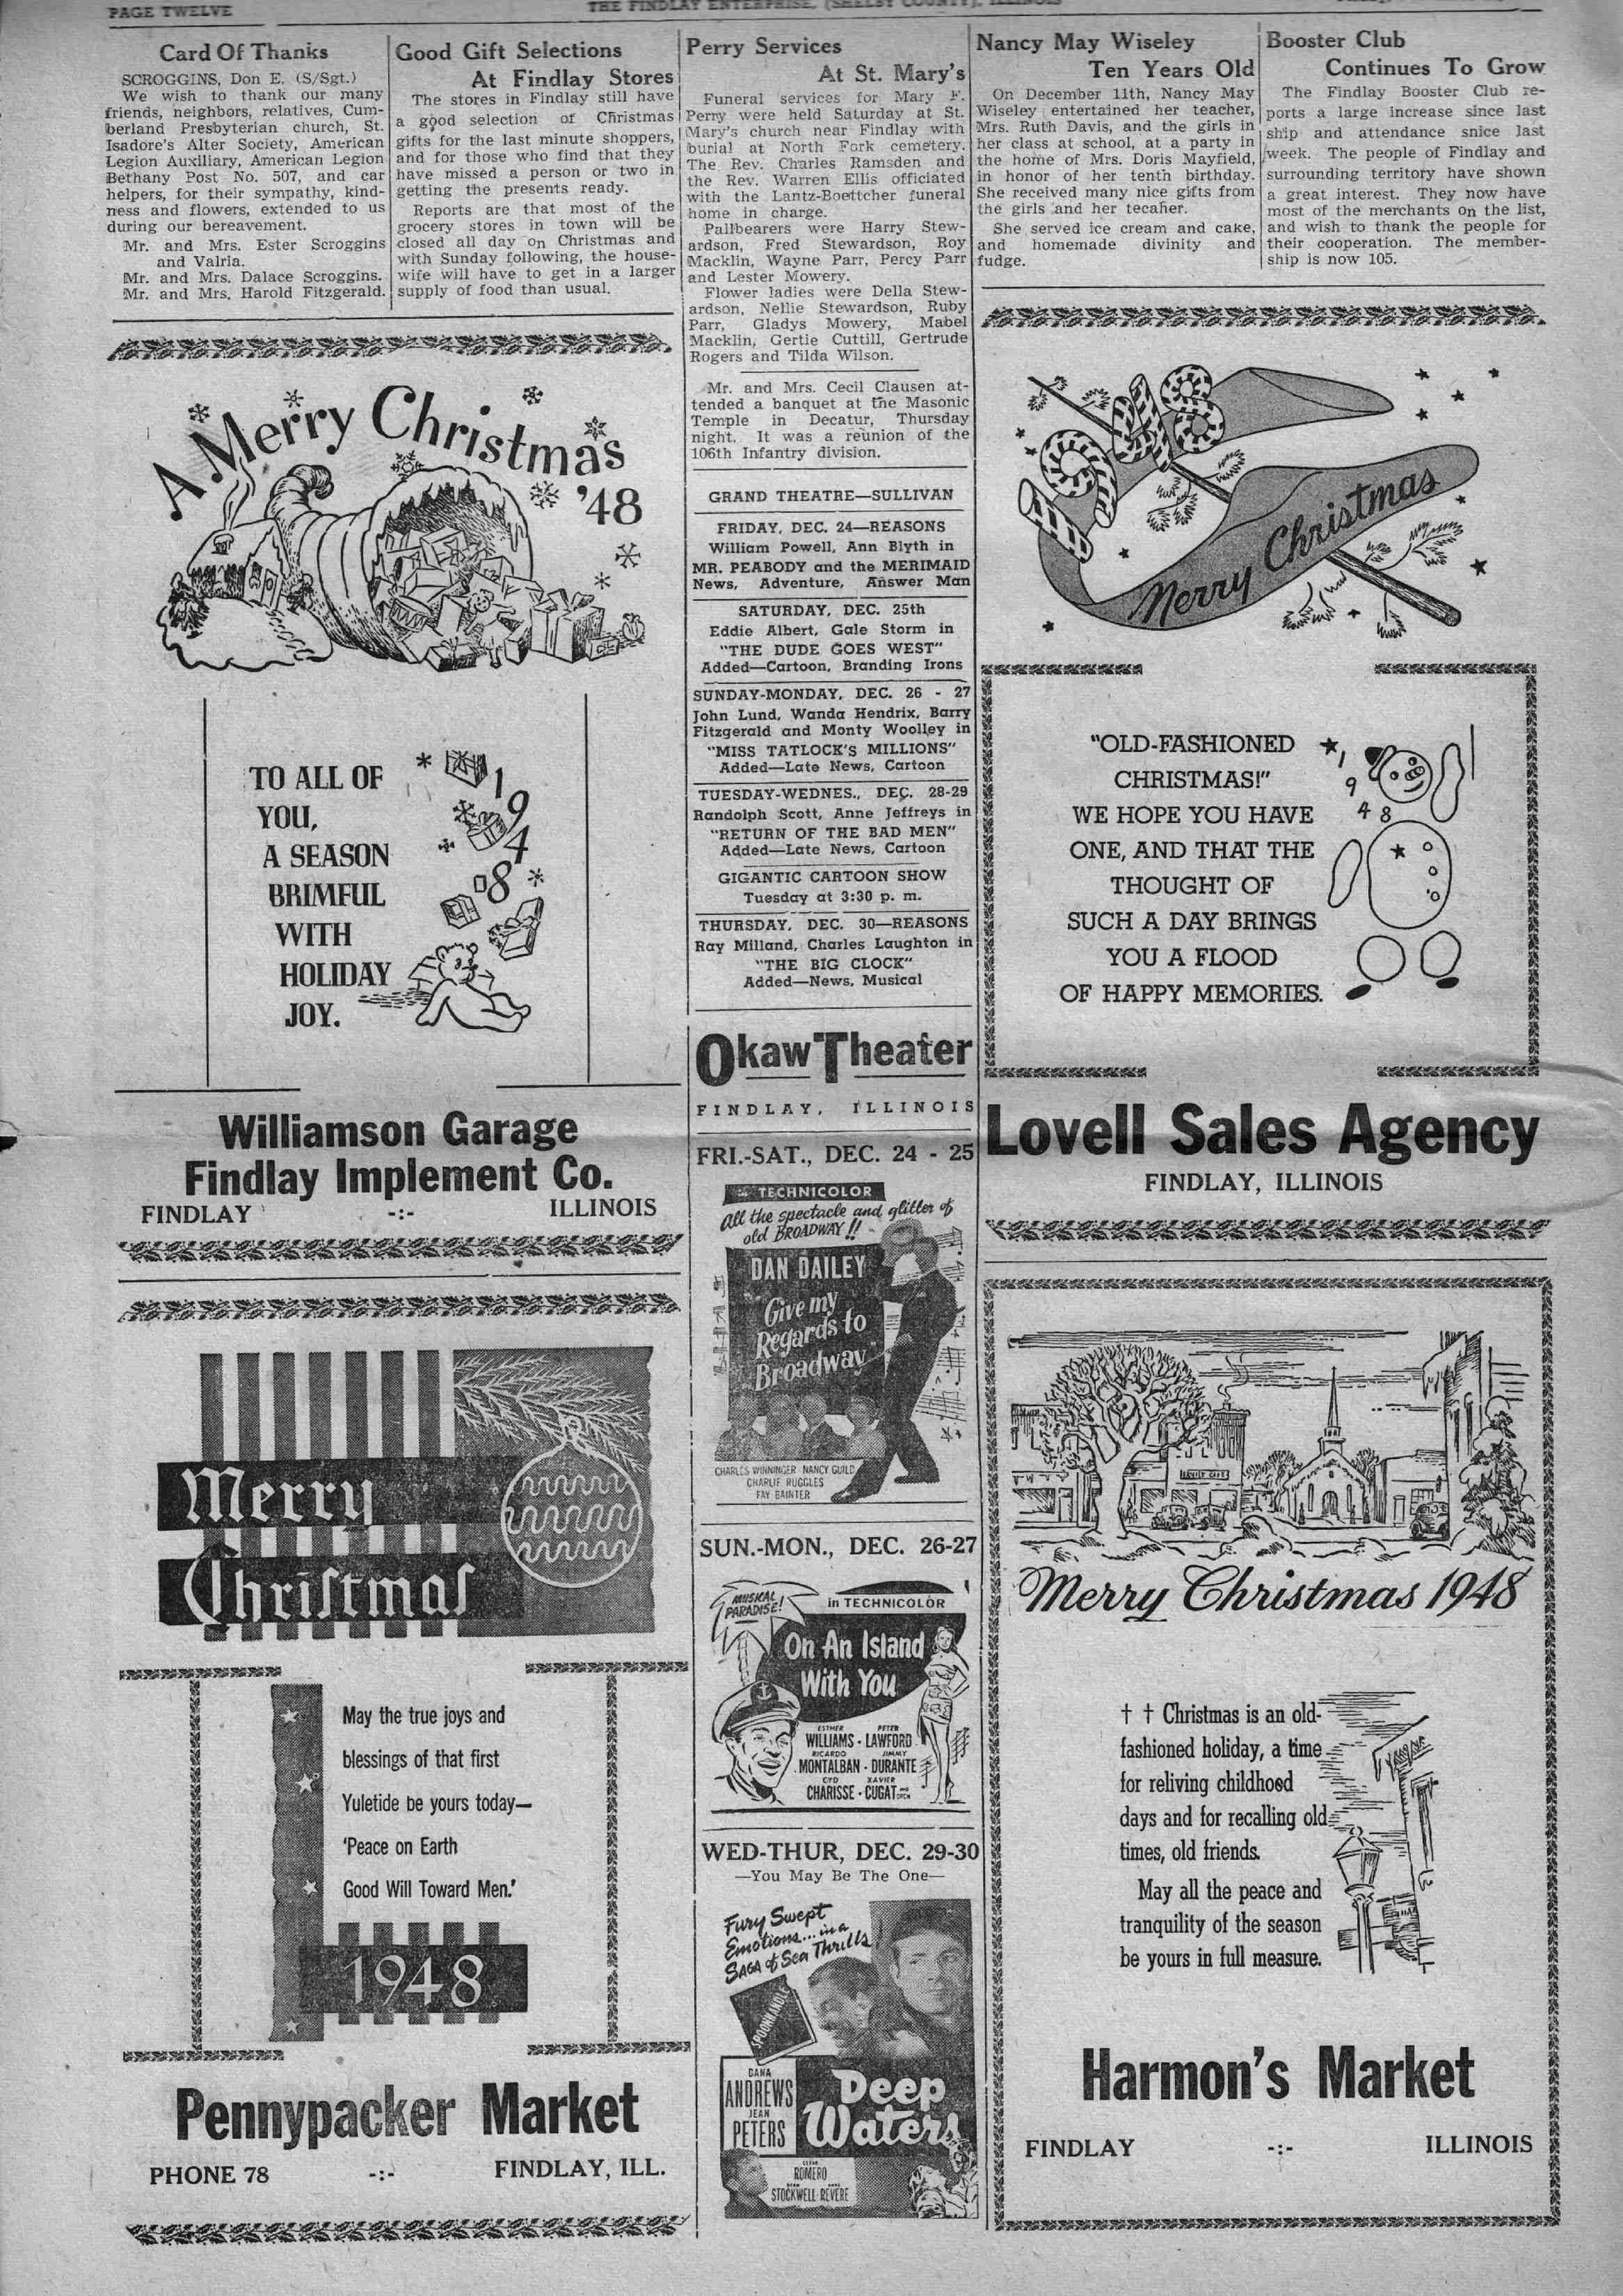 PAGE TWELVE
THE FINDLAY ENTERPRISE, (SHELBY COUNTY), ILLINOIS
Card Of Thanks
SCROGGINS, Don E. (S/Sgt.)
We wish to thank our many
friends, neighbors, relatives, Cum-
berland Presbyterian church, St.
Isadore's Alter Society, American
Legion Auxiliary, American Legion
Bethany Post No. 507, and car
helpers, for their sympathy, kind-
ness and flowers, extended to us
during our bereavement.
Mr. and Mrs. Ester Scroggins
and Valria.
Mr. and Mrs. Dalace Scroggins.
Mr. and Mrs. Harold Fitzgerald.
Good Gift Selections
At Findlay Stores
The stores in Findlay still have
a good selection of Christmas
gifts for the last minute shoppers,
and for those who find that they
have missed a person or two in
getting the presents ready.
Reports are that most of the
grocery stores in town will be
closed all day on Christmas and
with Sunday following, the house-
wife will have to get in a larger
supply of food than usual.
Perry Services
At St. Mary's
Funeral services for Mary F.
Perry were held Saturday at St.
Mary's church near Findlay with
burial at North Fork cemetery.
The Rev. Charles Ramsden and
the Rev. Warren Ellis officiated
with the Lantz-Boettcher funeral
home in charge.
Pallbearers were Harry Stew-
ardson, Fred Stewardson, Roy
Macklin, Wayne Parr, Percy Parr
and Lester Mowery.
Flower ladies were Della Stew-
ardson, Nellie Stewardson, Ruby
Parr, Gladys Mowery, Mabel
Macklin, Gertie Cuttill, Gertrude
Rogers and Tilda Wilson.
Mr. and Mrs. Cecil Clausen at-
tended a banquet at the Masonic
Temple in Decatur, Thursday
night. It was a reunion of the
106th Infantry division.
Nancy May Wiseley
Ten Years Old
On December 11th, Nancy May
Wiseley entertained her teacher,
Mrs. Ruth Davis, and the girls in
her class at school, at a party in
the home of Mrs. Doris Mayfield,
in honor of her tenth birthday.
She received many nice gifts from
the girls and her tecaher.
She served ice cream and cake,
and homemade divinity and
fudge.
Booster Club
Continues To Grow
The Findlay Booster Club re-
ports a large increase since last
ship and attendance snice last
week. The people of Findlay and
surrounding territory have shown
a great interest. They now have
most of the merchants on the list,
and wish to thank the people for
their cooperation. The member-
ship is now 105.
A Merry Christmas
'48
TO ALL OF
YOU,
A SEASON
BRIMFUL
WITH
HOLIDAY
JOY.
1948
Williamson Garage
Findlay Implement Co.
FINDLAY -:- ILLINOIS
Merry
Christmas
May the true joys and
blessings of that first
Yuletide be yours today—
'Peace on Earth
Good Will Toward Men.'
1948
Pennypacker Market
PHONE 78 -:- FINDLAY, ILL.
GRAND THEATRE—SULLIVAN
FRIDAY, DEC. 24—REASONS
William Powell, Ann Blyth in
MR. PEABODY and the MERIMAID
News, Adventure, Answer Man
SATURDAY, DEC. 25th
Eddie Albert, Gale Storm in
"THE DUDE GOES WEST"
Added—Cartoon, Branding Irons
SUNDAY-MONDAY, DEC. 26 - 27
John Lund, Wanda Hendrix, Barry
Fitzgerald and Monty Woolley in
"MISS TATLOCK'S MILLIONS"
Added—Late News, Cartoon
TUESDAY-WEDNES., DEC. 28-29
Randolph Scott, Anne Jeffreys in
"RETURN OF THE BAD MEN"
Added—Late News, Cartoon
GIGANTIC CARTOON SHOW
Tuesday at 3:30 p. m.
THURSDAY, DEC. 30—REASONS
Ray Milland, Charles Laughton in
"THE BIG CLOCK"
Added—News, Musical
Okaw Theater
FINDLAY, ILLINOIS
FRI.-SAT., DEC. 24 - 25
TECHNICOLOR
All the spectacle and glitter of
old BROADWAY!!
DAN DAILEY
"Give my
Regards to
Broadway"
CHARLES WINNINGER NANCY GUILD
CHARLIE RUGGLES
FAY BAINTER
SUN.-MON., DEC. 26-27
MUSICAL
PARADISE!
in TECHNICOLOR
On An Island
With You
ESTHER PETER
WILLIAMS - LAWFORD
RICARDO JIMMY
MONTALBAN - DURANTE
CYD XAVIER
CHARISSE - CUGAT
WED-THUR, DEC. 29-30
—You May Be The One—
Fury Swept
Emotions... in a
SAGA of Sea Thrills
SPOONHANDLE
DANA
ANDREWS
JEAN
PETERS
Deep
Waters
ROMERO
STOCKWELL REVERE
Merry Christmas
"OLD-FASHIONED
CHRISTMAS!"
WE HOPE YOU HAVE
ONE, AND THAT THE
THOUGHT OF
SUCH A DAY BRINGS
YOU A FLOOD
OF HAPPY MEMORIES.
1948
Lovell Sales Agency
FINDLAY, ILLINOIS
Merry Christmas 1948
† † Christmas is an old-
fashioned holiday, a time
for reliving childhood
days and for recalling old
times, old friends.
May all the peace and
tranquility of the season
be yours in full measure.
Harmon's Market
FINDLAY -:- ILLINOIS